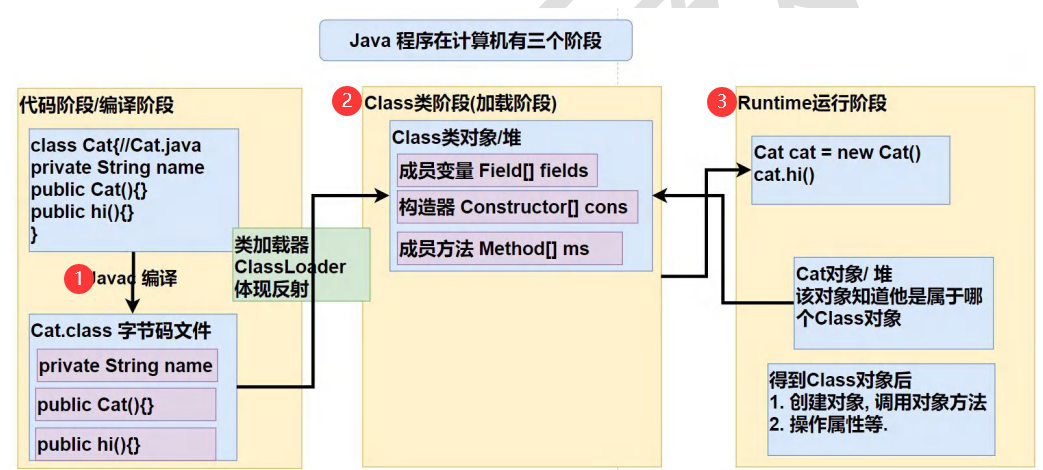 Java 程序在计算机有三个阶段
代码阶段/编译阶段
class Cat{//Cat.java
private String name
public Cat(){}
public hi(){}
}
1
Javac 编译
Cat.class 字节码文件
private String name
public Cat(){}
public hi(){}
类加载器
ClassLoader
体现反射
2
Class类阶段(加载阶段)
Class类对象/堆
成员变量 Field[] fields
构造器 Constructor[] cons
成员方法 Method[] ms
3
Runtime运行阶段
Cat cat = new Cat()
cat.hi()
Cat对象/ 堆
该对象知道他是属于哪
个Class对象
得到Class对象后
1. 创建对象, 调用对象方法
2. 操作属性等.